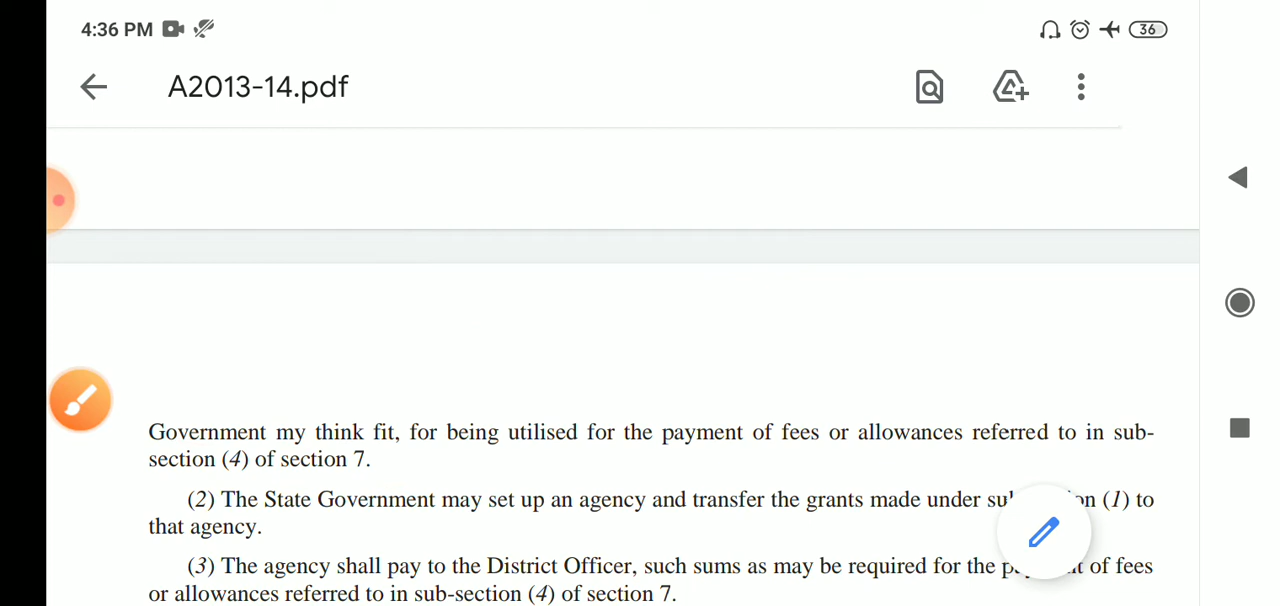 4:36 PM 36
A2013-14.pdf
Government my think fit, for being utilised for the payment of fees or allowances referred to in sub-
section (4) of section 7.
(2) The State Government may set up an agency and transfer the grants made under (1) to
that agency.
(3) The agency shall pay to the District Officer, such sums as may be required for the of fees
or allowances referred to in sub-section (4) of section 7.